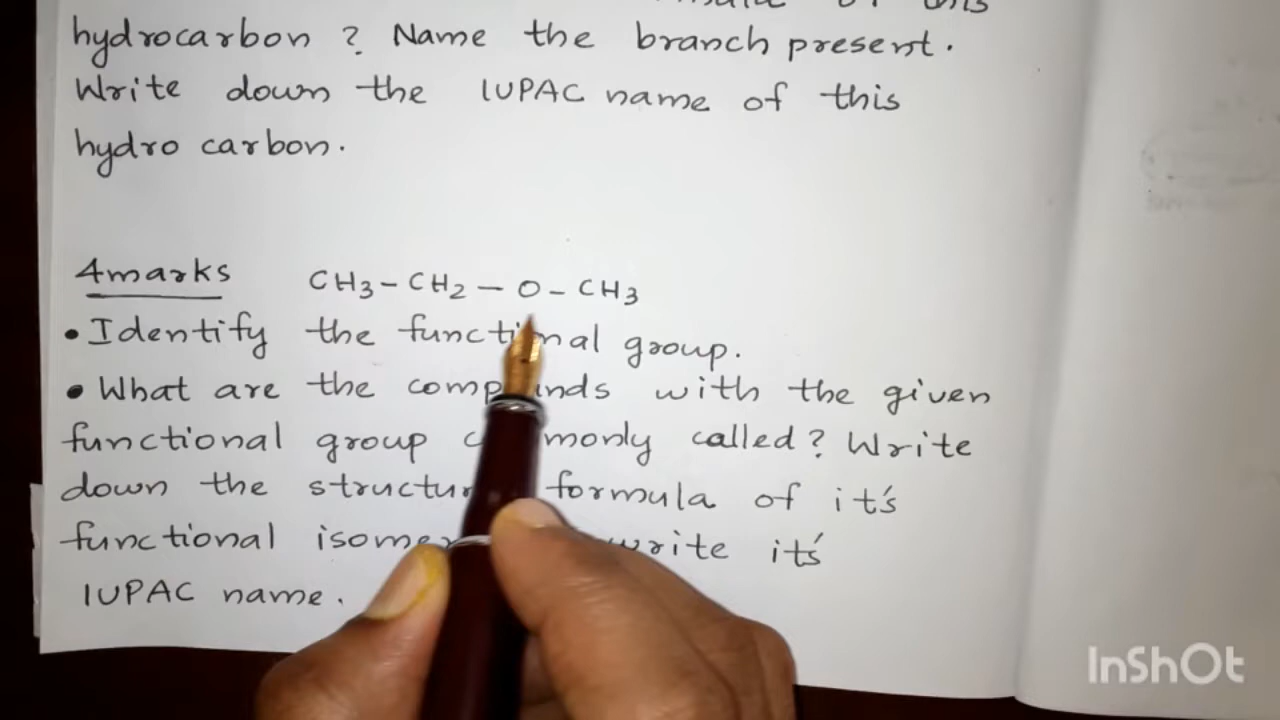 hydrocarbon ? Name the branch present.
Write down the IUPAC name of this
hydro carbon.
4marks CH3-CH2-O-CH3
• Identify the functional group.
• What are the compounds with the given
functional group commonly called? Write
down the formula of it's
functional write it's
IUPAC name.
InShOt